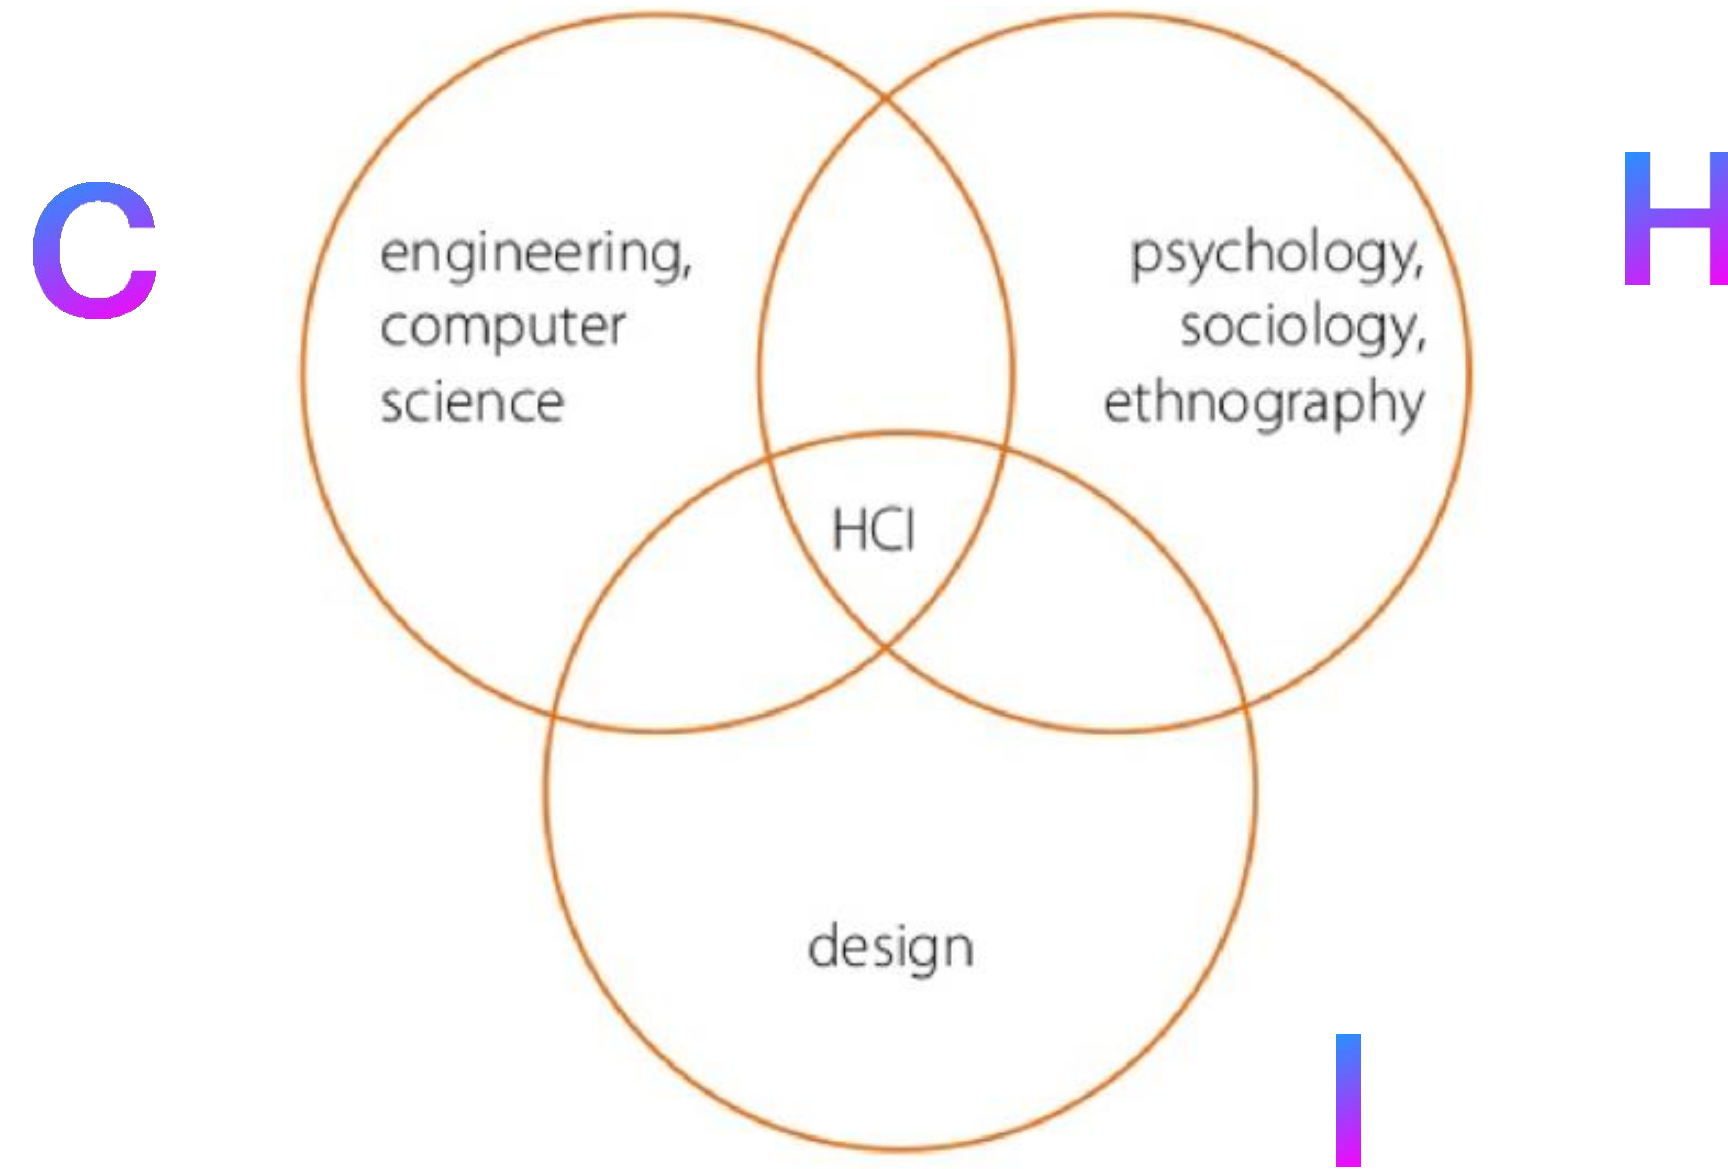 C
engineering,
computer
science
psychology,
sociology,
ethnography
H
HCI
design
I